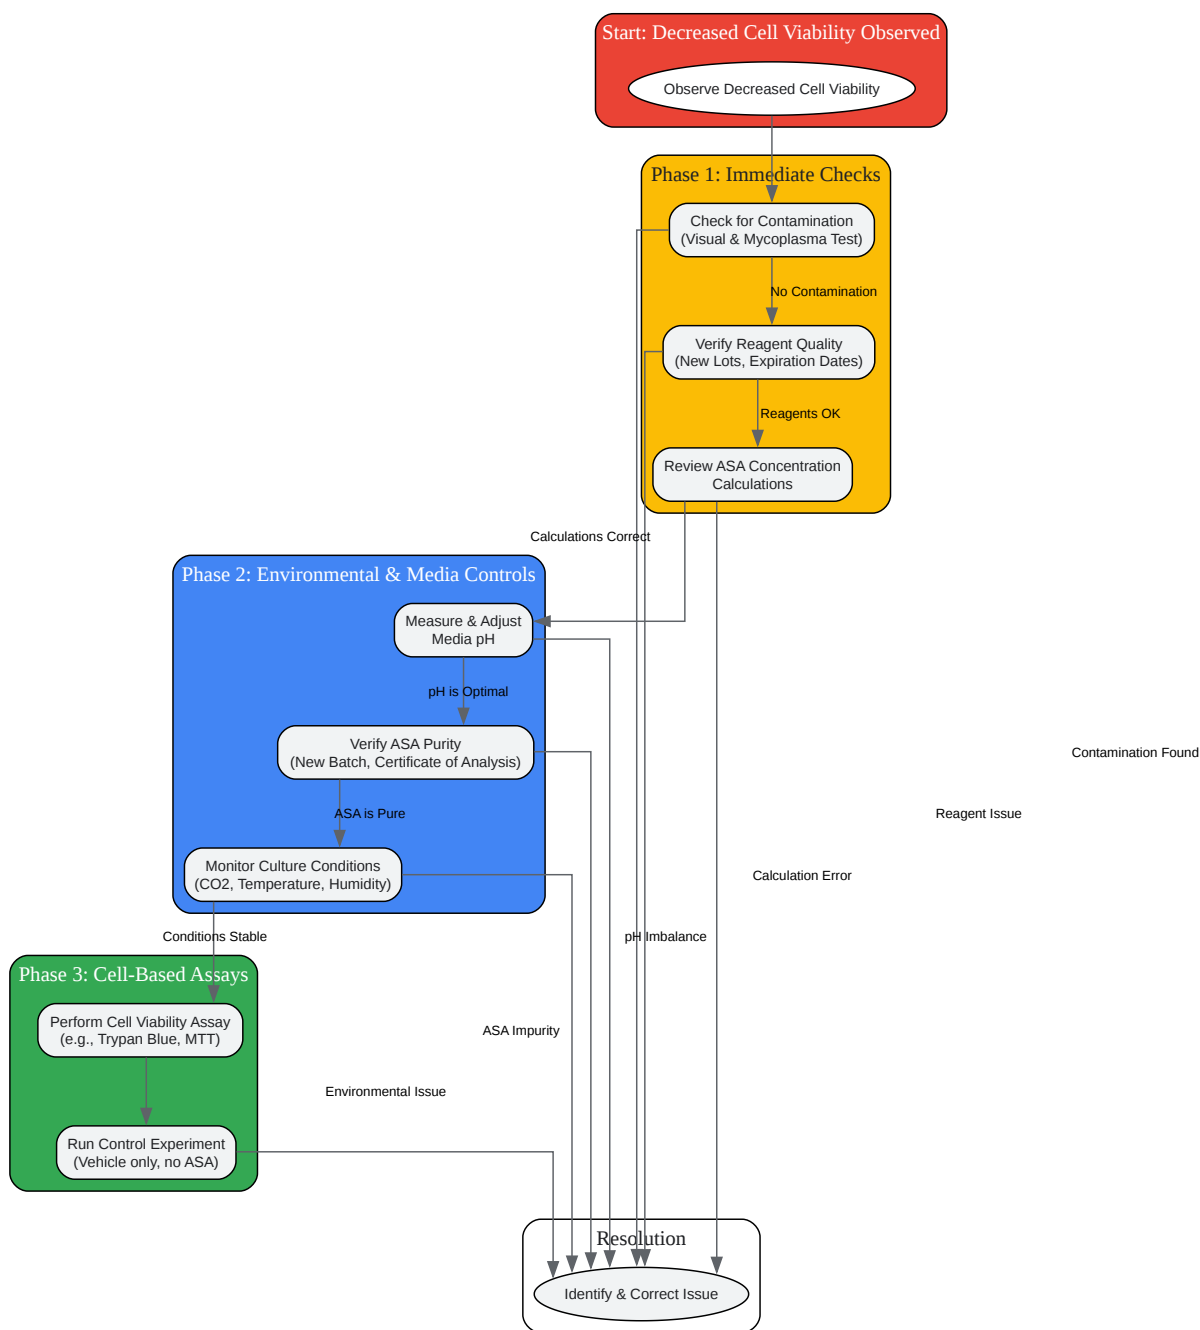 Start: Decreased Cell Viability Observed
Observe Decreased Cell Viability
Phase 1: Immediate Checks
Check for Contamination
(Visual & Mycoplasma Test)
No Contamination
Verify Reagent Quality
(New Lots, Expiration Dates)
Reagents OK
Review ASA Concentration
Calculations
Calculations Correct
Phase 2: Environmental & Media Controls
Measure & Adjust
Media pH
pH is Optimal
Verify ASA Purity
(New Batch, Certificate of Analysis)
Contamination Found
ASA is Pure
Reagent Issue
Monitor Culture Conditions
(CO2, Temperature, Humidity)
Calculation Error
Conditions Stable
pH Imbalance
Phase 3: Cell-Based Assays
Perform Cell Viability Assay
(e.g., Trypan Blue, MTT)
ASA Impurity
Environmental Issue
Run Control Experiment
(Vehicle only, no ASA)
Resolution
Identify & Correct Issue